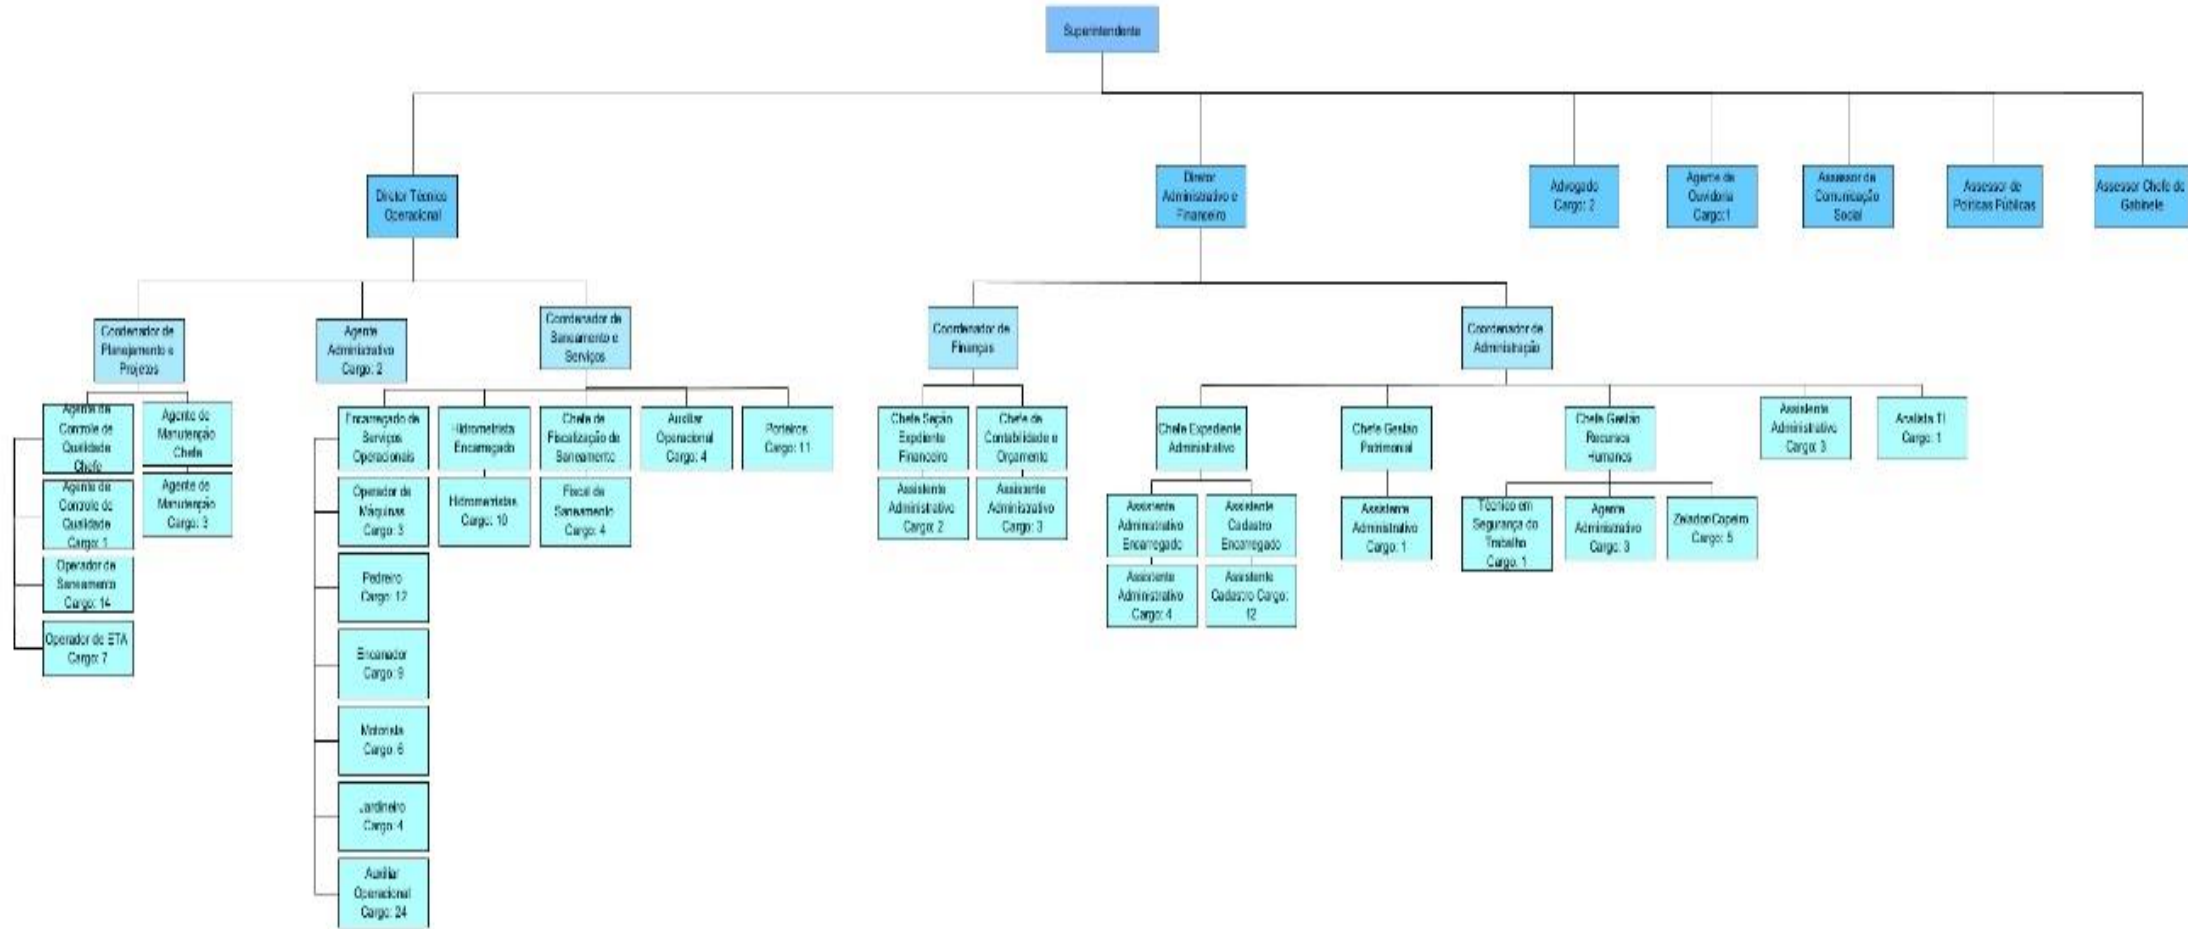 Superintendente
Diretor Técnico
Operacional
Diretor
Administrativo e
Financeiro
Advogado
Cargo: 2
Agente de
Ouvidoria
Cargo:1
Assessor de
Comunicação
Social
Assessor de
Políticas Públicas
Assessor Chefe de
Gabinete
Coordenador de
Planejamento e
Projetos
Agente
Administrativo
Cargo: 2
Coordenador de
Saneamento e
Serviços
Coordenador de
Finanças
Coordenador de
Administração
Agente de
Controle de
Qualidade
Chefe
Agente de
Manutenção
Chefe
Encarregado de
Serviços
Operacionais
Hidrometrista
Encarregado
Chefe de
Fiscalização de
Saneamento
Auxiliar
Operacional
Cargo: 4
Porteiros
Cargo: 11
Chefe Seção
Expediente
Financeiro
Chefe de
Contabilidade e
Orçamento
Chefe Expediente
Administrativo
Chefe Gestão
Patrimonial
Chefe Gestão
Recursos
Humanos
Assistente
Administrativo
Cargo: 3
Analista TI
Cargo: 1
Agente de
Controle de
Qualidade
Cargo: 1
Agente de
Manutenção
Cargo: 3
Operador de
Máquinas
Cargo: 3
Hidrometristas
Cargo: 10
Fiscal de
Saneamento
Cargo: 4
Assistente
Administrativo
Cargo: 2
Assistente
Administrativo
Cargo: 3
Assistente
Administrativo
Encarregado
Assistente
Cadastro
Encarregado
Assistente
Administrativo
Cargo: 1
Técnico em
Segurança do
Trabalho
Cargo: 1
Agente
Administrativo
Cargo: 3
Zelador/Copeiro
Cargo: 5
Operador de
Saneamento
Cargo: 14
Pedreiro
Cargo: 12
Assistente
Administrativo
Cargo: 4
Assistente
Cadastro Cargo:
12
Operador de ETA
Cargo: 7
Encanador
Cargo: 9
Motorista
Cargo: 6
Jardineiro
Cargo: 4
Auxiliar
Operacional
Cargo: 24